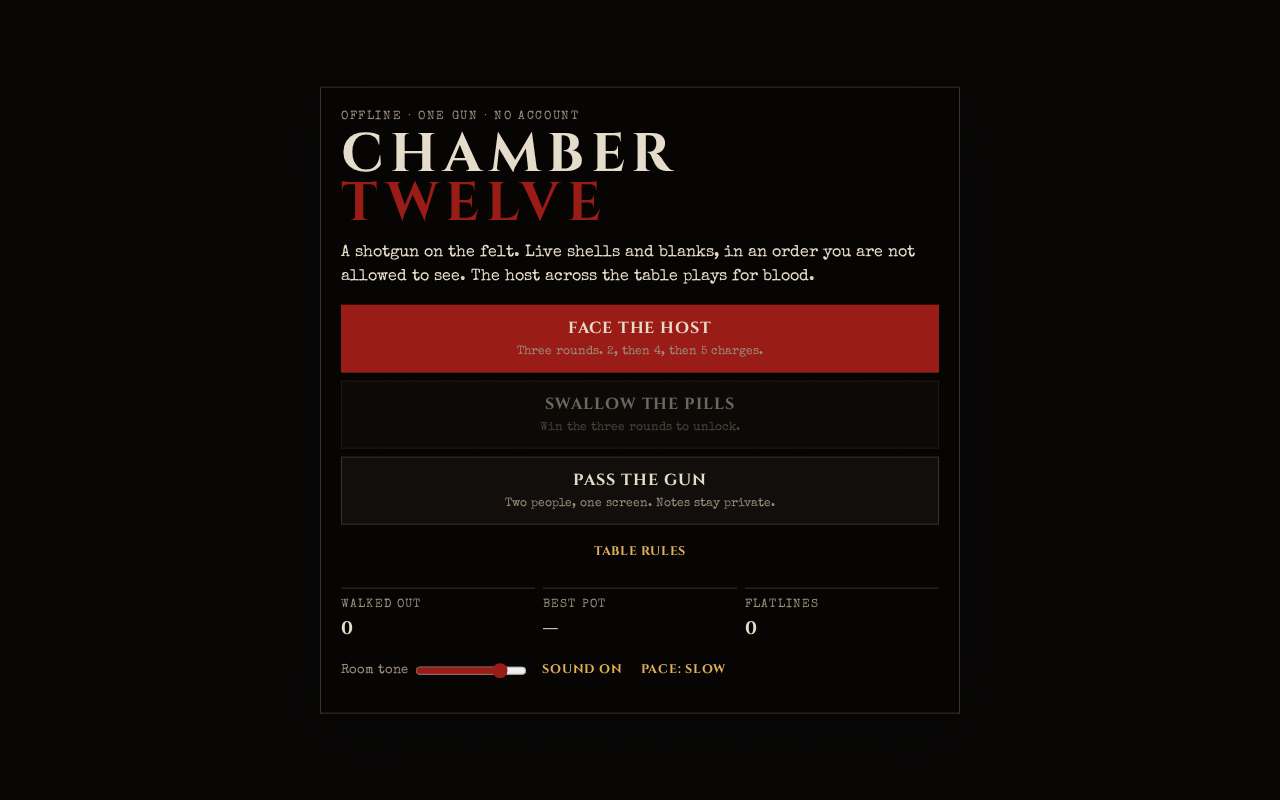 OFFLINE · ONE GUN · NO ACCOUNT
CHAMBER
TWELVE
A shotgun on the felt. Live shells and blanks, in an order you are not
allowed to see. The host across the table plays for blood.
FACE THE HOST
Three rounds. 2, then 4, then 5 charges.
SWALLOW THE PILLS
Win the three rounds to unlock.
PASS THE GUN
Two people, one screen. Notes stay private.
TABLE RULES
WALKED OUT BEST POT FLATLINES
0 — 0
Room tone SOUND ON PACE: SLOW